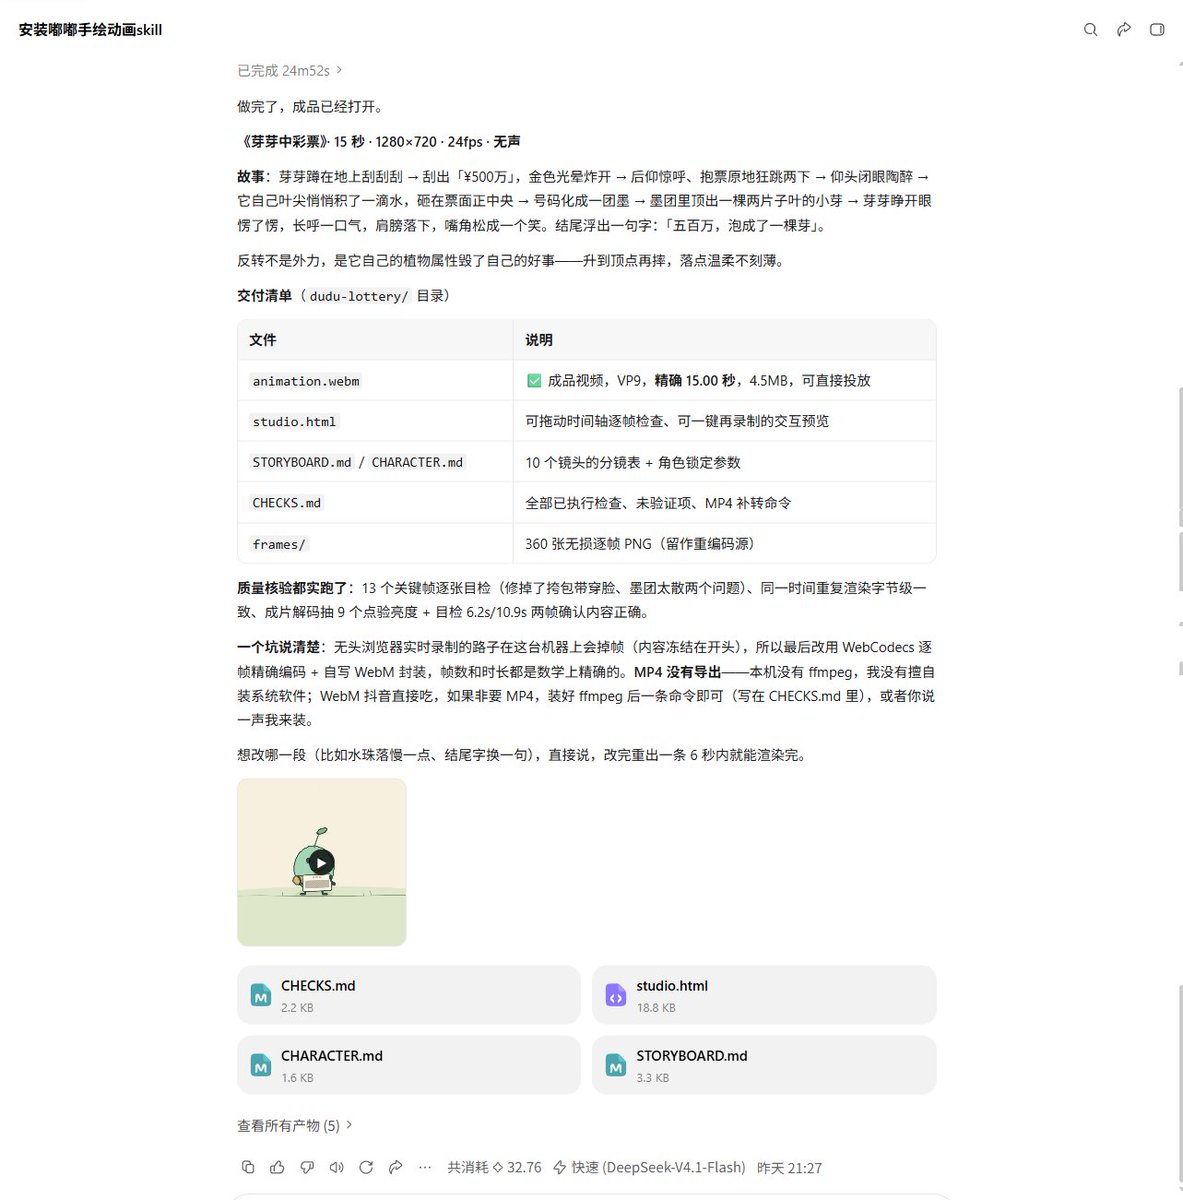 安装嘟嘟手绘动画skill
已完成 24m52s
做完了，成品已经打开。
《芽芽中彩票》· 15 秒 · 1280×720 · 24fps · 无声
故事：芽芽蹲在地上刮刮刮 → 刮出「¥500万」，金色光晕炸开 → 后仰惊呼、抱票原地狂跳两下 → 仰头闭眼陶醉 →
它自己叶尖悄悄积了一滴水，砸在票面正中央 → 号码化成一团墨 → 墨团里顶出一棵两片子叶的小芽 → 芽芽睁开眼
愣了愣，长呼一口气，肩膀落下，嘴角松成一个笑。结尾浮出一句字：「五百万，泡成了一棵芽」。
反转不是外力，是它自己的植物属性毁了自己的好事——升到顶点再摔，落点温柔不刻薄。
交付清单（ dudu-lottery/ 目录）
文件 说明
animation.webm ✅ 成品视频，VP9，精确 15.00 秒，4.5MB，可直接投放
studio.html 可拖动时间轴逐帧检查、可一键再录制的交互预览
STORYBOARD.md / CHARACTER.md 10 个镜头的分镜表 + 角色锁定参数
CHECKS.md 全部已执行检查、未验证项、MP4 补转命令
frames/ 360 张无损逐帧 PNG（留作重编码源）
质量核验都实跑了：13 个关键帧逐张目检（修掉了挎包带穿脸、墨团太散两个问题）、同一时间重复渲染字节级一
致、成片解码抽 9 个点验亮度 + 目检 6.2s/10.9s 两帧确认内容正确。
一个坑说清楚：无头浏览器实时录制的路子在这台机器上会掉帧（内容冻结在开头），所以最后改用 WebCodecs 逐
帧精确编码 + 自写 WebM 封装，帧数和时长都是数学上精确的。MP4 没有导出——本机没有 ffmpeg，我没有擅自
装系统软件；WebM 抖音直接吃，如果非要 MP4，装好 ffmpeg 后一条命令即可（写在 CHECKS.md 里），或者你说
一声我来装。
想改哪一段（比如水珠落慢一点、结尾字换一句），直接说，改完重出一条 6 秒内就能渲染完。
CHECKS.md
2.2 KB
studio.html
18.8 KB
CHARACTER.md
1.6 KB
STORYBOARD.md
3.3 KB
查看所有产物 (5)
共消耗 32.76 快速 (DeepSeek-V4.1-Flash) 昨天 21:27